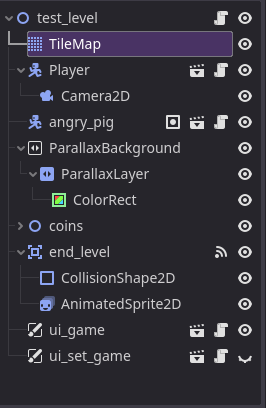 test_level
TileMap
Player
Camera2D
angry_pig
ParallaxBackground
ParallaxLayer
ColorRect
coins
end_level
CollisionShape2D
AnimatedSprite2D
ui_game
ui_set_game